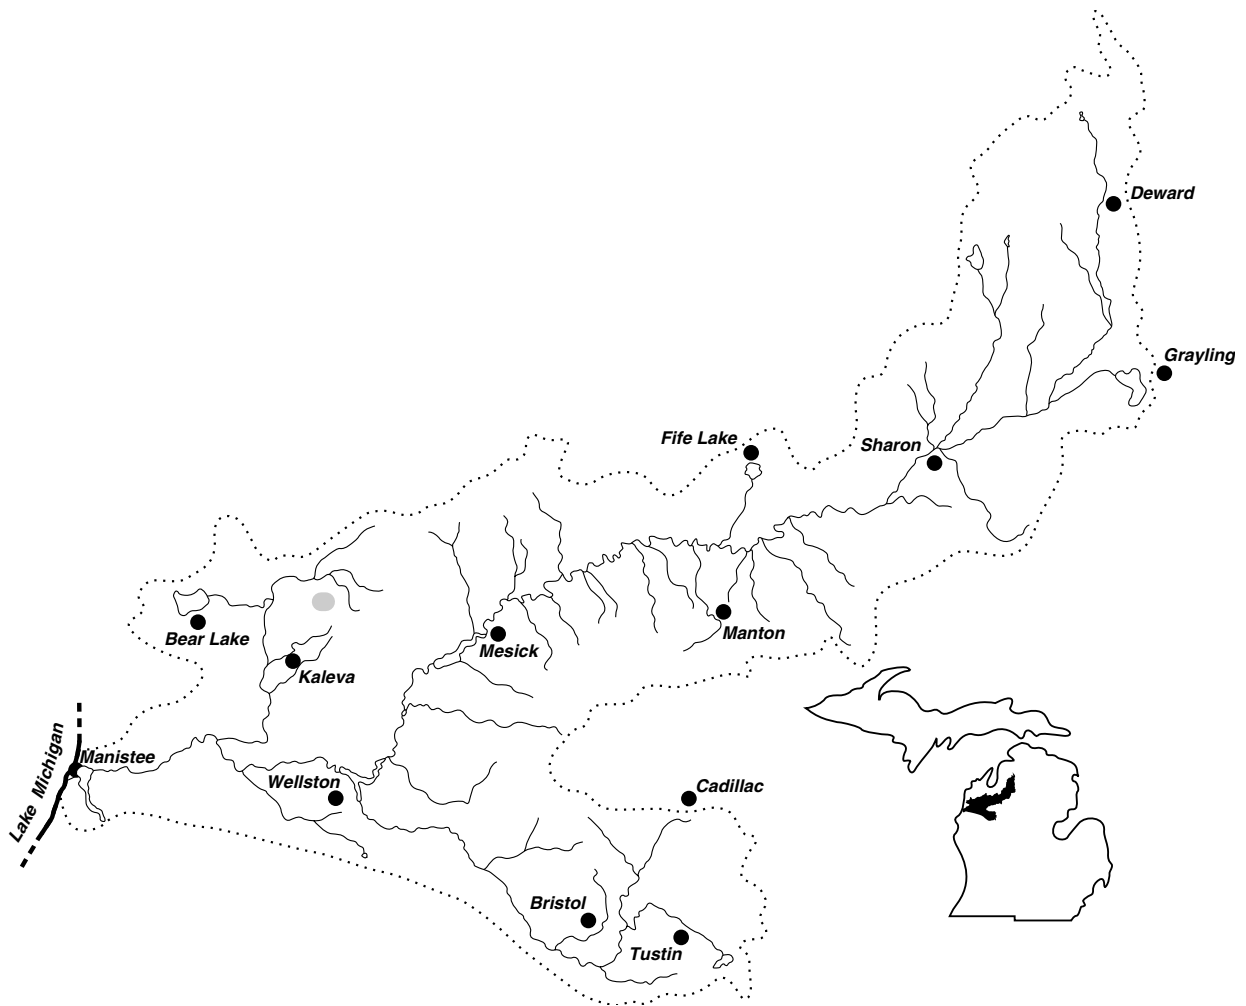 Deward
Grayling
Fife Lake
Sharon
Bear Lake
Manton
Mesick
Kaleva
Lake Michigan
Manistee
Wellston
Cadillac
Bristol
Tustin